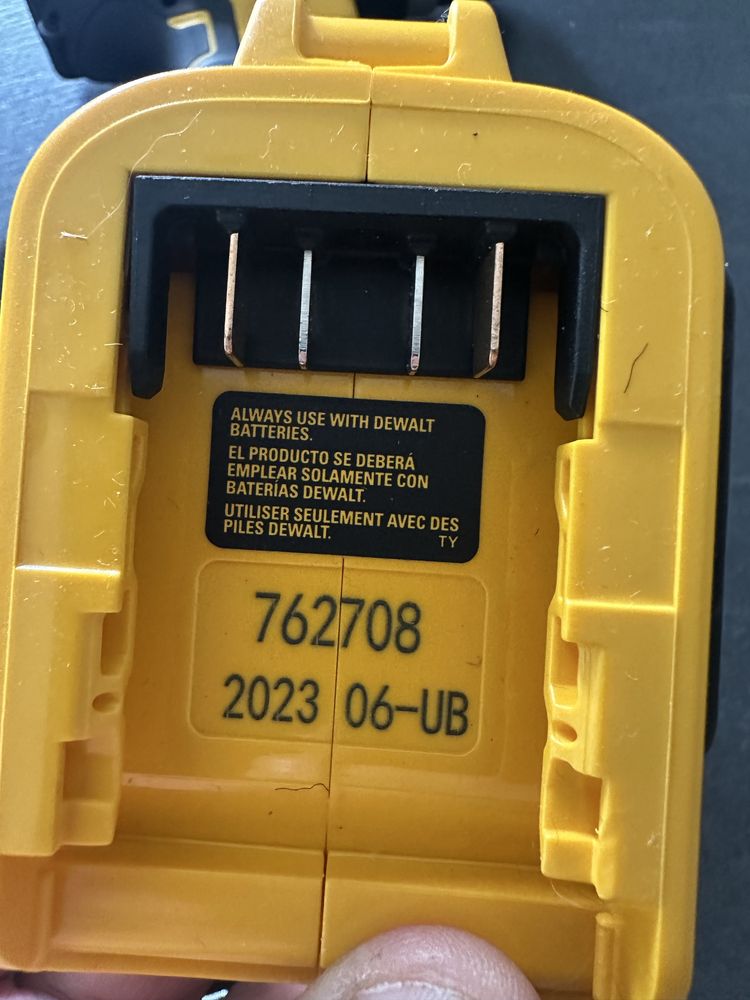 ALWAYS USE WITH DEWALT
BATTERIES.
EL PRODUCTO SE DEBERÁ
EMPLEAR SOLAMENTE CON
BATERÍAS DEWALT.
UTILISER SEULEMENT AVEC DES
PILES DEWALT.
TY
762708
2023 06-UB